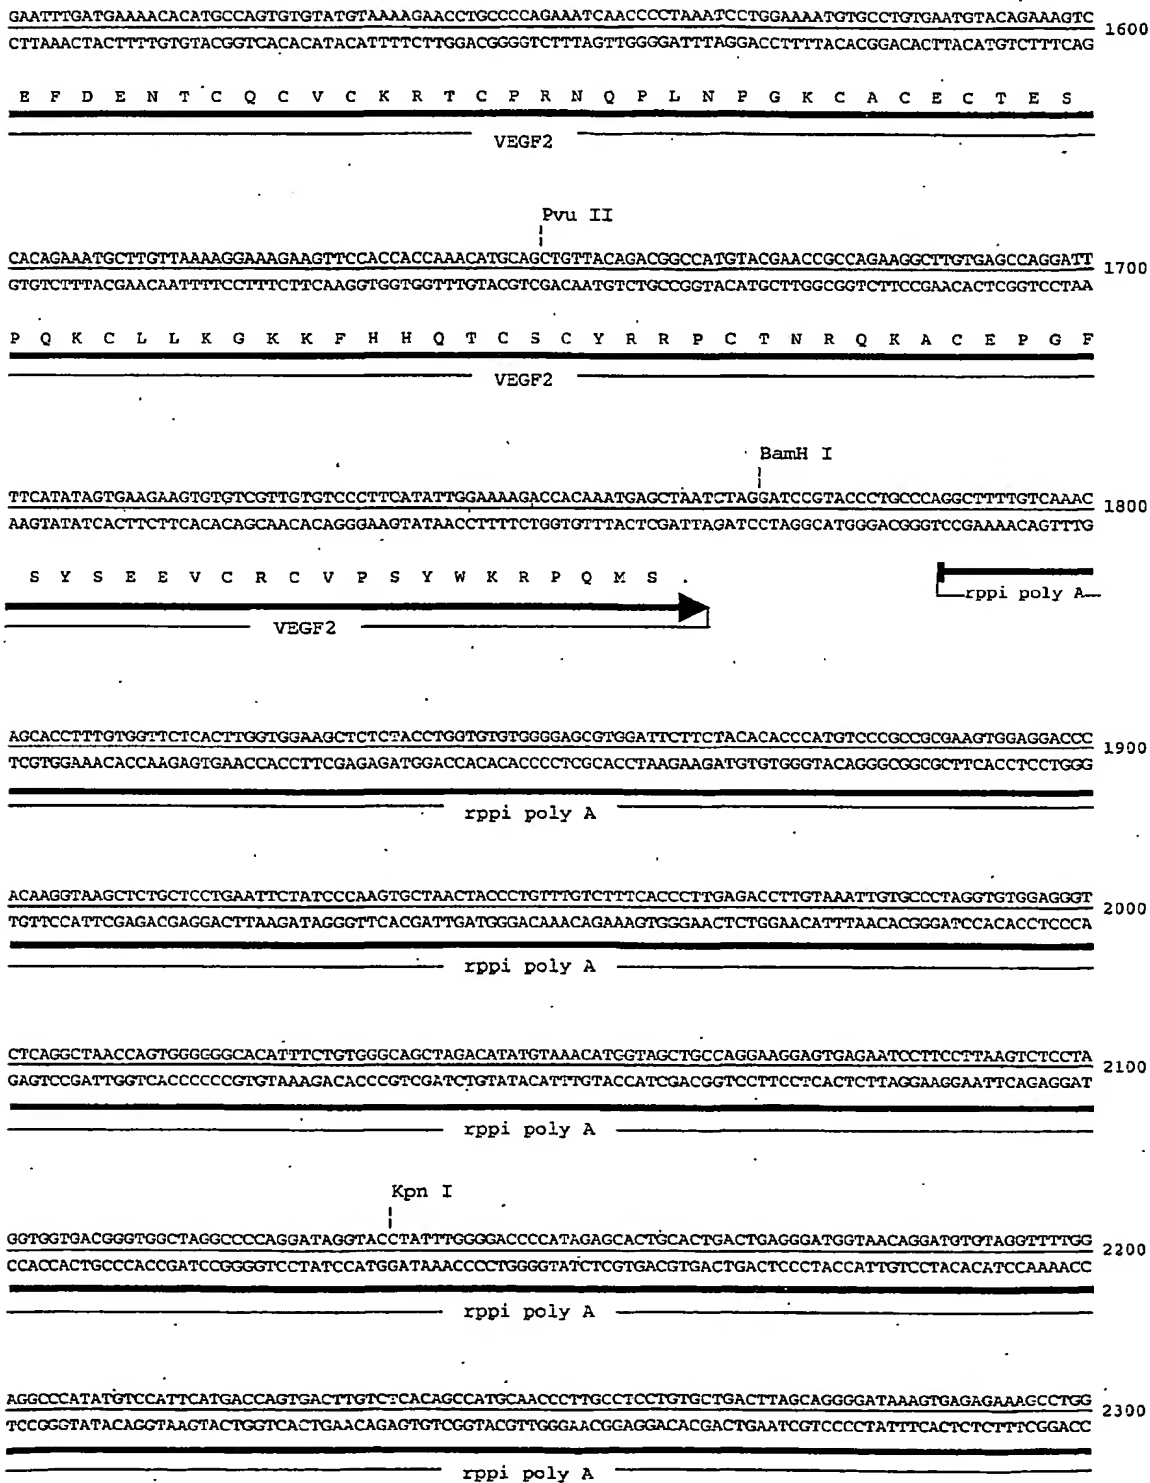 GAATTTGATGAAAACACATGCCAGTGTGTATGTAAAAGAACCTGCCCCAGAAATCAACCCCTAAATCCTGGAAAATGTGCCTGTGAATGTACAGAAAGTC
1600
CTTAAACTACTTTTGTGTACGGTCACACATACATTTTCTTGGACGGGGTCTTTAGTTGGGGATTTAGGACCTTTTACACGGACACTTACATGTCTTTCAG
E F D E N T C Q C V C K R T C P R N Q P L N P G K C A C E C T E S
VEGF2
Pvu II
CACAGAAATGCTTGTTAAAAGGAAAGAAGTTCCACCACCAAACATGCAGCTGTTACAGACGGCCATGTACGAACCGCCAGAAGGCTTGTGAGCCAGGATT
1700
GTGTCTTTACGAACAATTTTCCTTTCTTCAAGGTGGTGGTTTGTACGTCGACAATGTCTGCCGGTACATGCTTGGCGGTCTTCCGAACACTCGGTCCTAA
P Q K C L L K G K K F H H Q T C S C Y R R P C T N R Q K A C E P G F
VEGF2
BamH I
TTCATATAGTGAAGAAGTGTGTCGTTGTGTCCCTTCATATTGGAAAAGACCACAAATGAGCTAATCTAGGATCCGTACCCTGCCCAGGCTTTTGTCAAAC
1800
AAGTATATCACTTCTTCACACAGCAACACAGGGAAGTATAACCTTTTCTGGTGTTTACTCGATTAGATCCTAGGCATGGGACGGGTCCGAAAACAGTTTG
S Y S E E V C R C V P S Y W K R P Q M S .
rppi poly A
VEGF2
AGCACCTTTGTGGTTCTCACTTGGTGGAAGCTCTCTACCTGGTGTGTGGGGAGCGTGGATTCTTCTACACACCCATGTCCCGCCGCGAAGTGGAGGACCC
1900
TCGTGGAAACACCAAGAGTGAACCACCTTCGAGAGATGGACCACACACCCCTCGCACCTAAGAAGATGTGTGGGTACAGGGCGGCGCTTCACCTCCTGGG
rppi poly A
ACAAGGTAAGCTCTGCTCCTGAATTCTATCCCAAGTGCTAACTACCCTGTTTGTCTTTCACCCTTGAGACCTTGTAAATTGTGCCCTAGGTGTGGAGGGT
2000
TGTTCCATTCGAGACGAGGACTTAAGATAGGGTTCACGATTGATGGGACAAACAGAAAGTGGGAACTCTGGAACATTTAACACGGGATCCACACCTCCCA
rppi poly A
CTCAGGCTAACCAGTGGGGGGCACATTTCTGTGGGCAGCTAGACATATGTAAACATGGTAGCTGCCAGGAAGGAGTGAGAATCCTTCCTTAAGTCTCCTA
2100
GAGTCCGATTGGTCACCCCCCGTGTAAAGACACCCGTCGATCTGTATACATTTGTACCATCGACGGTCCTTCCTCACTCTTAGGAAGGAATTCAGAGGAT
rppi poly A
Kpn I
GGTGGTGACGGGTGGCTAGGCCCCAGGATAGGTACCTATTTGGGGACCCCATAGAGCACTGCACTGACTGAGGGATGGTAACAGGATGTGTAGGTTTTGG
2200
CCACCACTGCCCACCGATCCGGGGTCCTATCCATGGATAAACCCCTGGGGTATCTCGTGACGTGACTGACTCCCTACCATTGTCCTACACATCCAAAACC
rppi poly A
AGGCCCATATGTCCATTCATGACCAGTGACTTGTCTCACAGCCATGCAACCCTTGCCTCCTGTGCTGACTTAGCAGGGGATAAAGTGAGAGAAAGCCTGG
2300
TCCGGGTATACAGGTAAGTACTGGTCACTGAACAGAGTGTCGGTACGTTGGGAACGGAGGACACGACTGAATCGTCCCCTATTTCACTCTCTTTCGGACC
rppi poly A